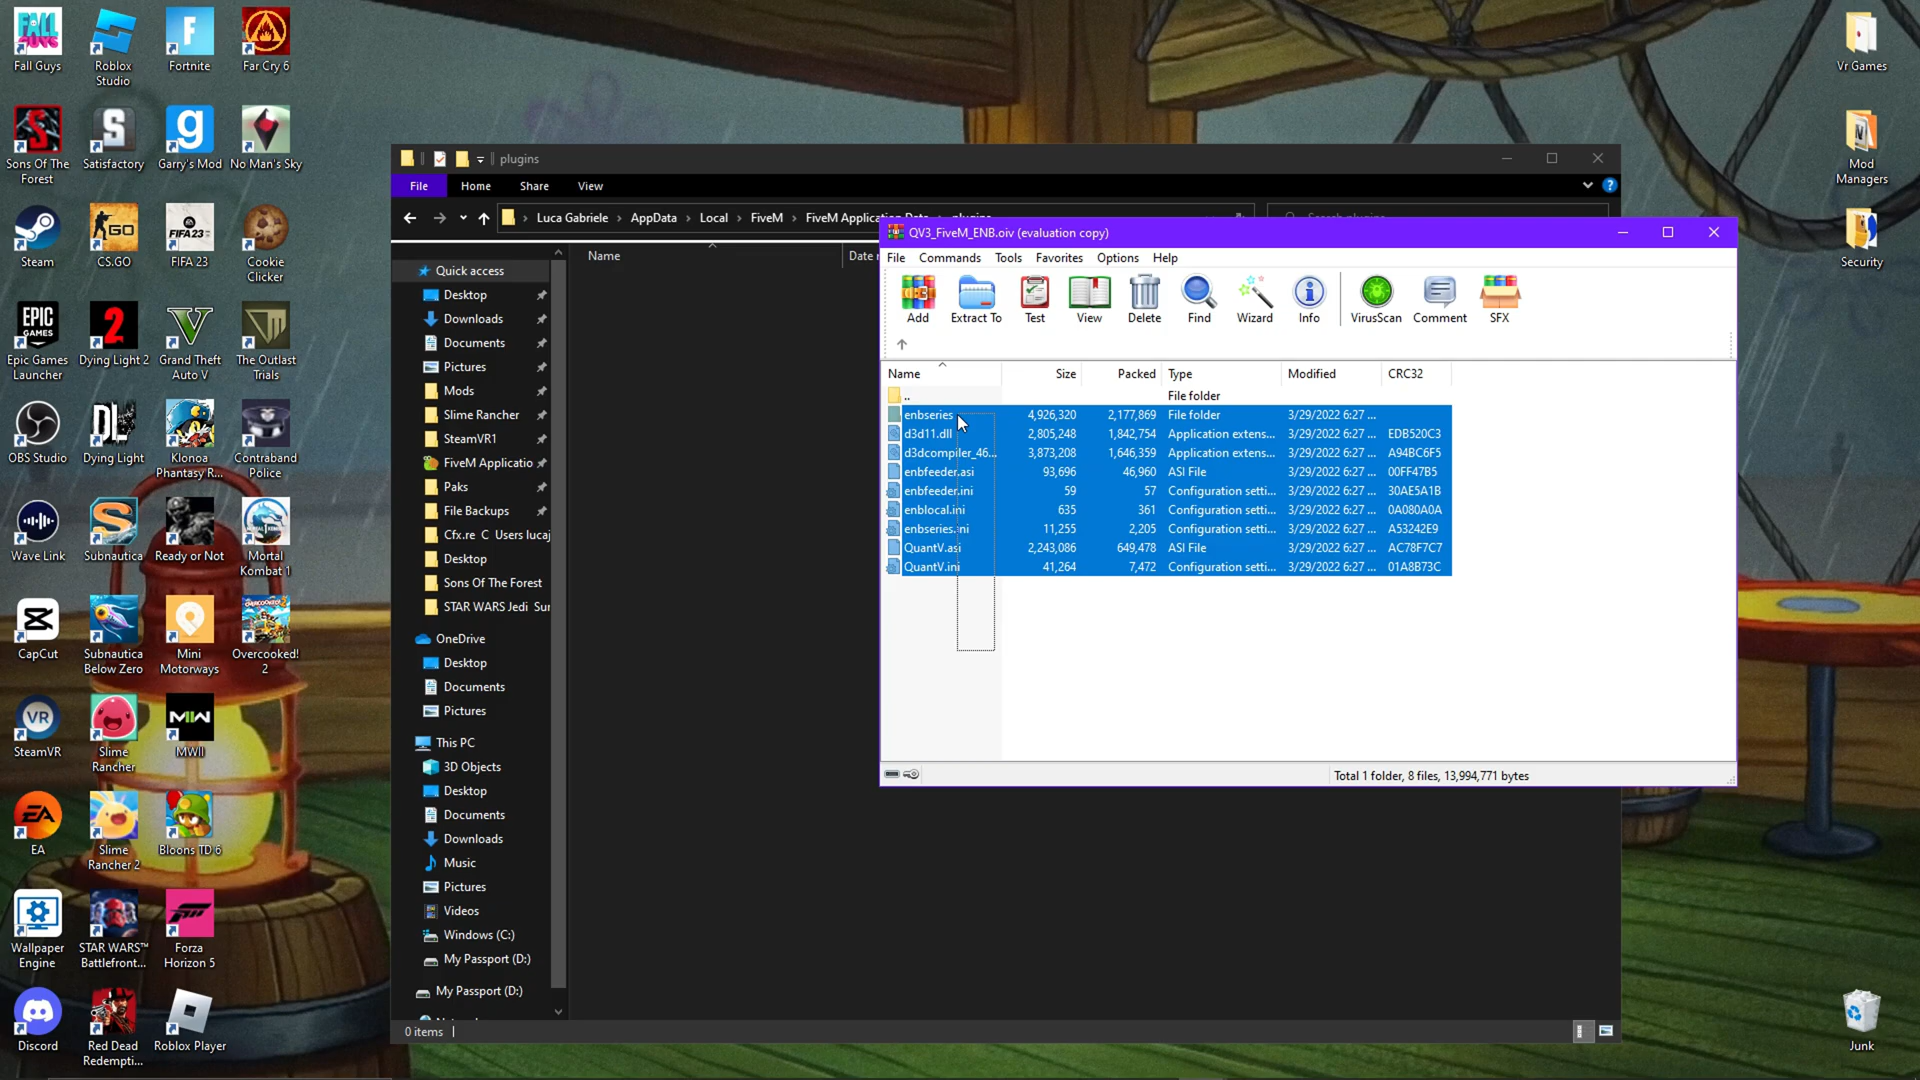 Fall Guys
Roblox Studio
Fortnite
Far Cry 6
Sons Of The Forest
Satisfactory
Garry's Mod
No Man's Sky
Steam
CS.GO
FIFA 23
Cookie Clicker
Epic Games Launcher
Dying Light 2
Grand Theft Auto V
The Outlast Trials
OBS Studio
Dying Light
Klonoa Phantasy R...
Contraband Police
Wave Link
Subnautica
Ready or Not
Mortal Kombat 1
CapCut
Subnautica Below Zero
Mini Motorways
Overcooked! 2
SteamVR
Slime Rancher
MWII
EA
Slime Rancher 2
Bloons TD 6
Wallpaper Engine
STAR WARS™ Battlefront...
Forza Horizon 5
Discord
Red Dead Redempti...
Roblox Player
Vr Games
Mod Managers
Security
Junk
plugins
File Home Share View
Luca Gabriele › AppData › Local › FiveM › FiveM Application Data › plugins
Search plugins
Name
Quick access
Desktop
Downloads
Documents
Pictures
Mods
Slime Rancher
SteamVR1
FiveM Applicatio
Paks
File Backups
Cfx.re C Users lucaj
Desktop
Sons Of The Forest
STAR WARS Jedi Sur
OneDrive
Desktop
Documents
Pictures
This PC
3D Objects
Desktop
Documents
Downloads
Music
Pictures
Videos
Windows (C:)
My Passport (D:)
My Passport (D:)
0 items
QV3_FiveM_ENB.oiv (evaluation copy)
File Commands Tools Favorites Options Help
Add Extract To Test View Delete Find Wizard Info VirusScan Comment SFX
Name Size Packed Type Modified CRC32
.. File folder
enbseries 4,926,320 2,177,869 File folder 3/29/2022 6:27 ...
d3d11.dll 2,805,248 1,842,754 Application extens... 3/29/2022 6:27 ... EDB520C3
d3dcompiler_46... 3,873,208 1,646,359 Application extens... 3/29/2022 6:27 ... A94BC6F5
enbfeeder.asi 93,696 46,960 ASI File 3/29/2022 6:27 ... 00FF47B5
enbfeeder.ini 59 57 Configuration setti... 3/29/2022 6:27 ... 30AE5A1B
enblocal.ini 635 361 Configuration setti... 3/29/2022 6:27 ... 0A080A0A
enbseries.ini 11,255 2,205 Configuration setti... 3/29/2022 6:27 ... A53242E9
QuantV.asi 2,243,086 649,478 ASI File 3/29/2022 6:27 ... AC78F7C7
QuantV.ini 41,264 7,472 Configuration setti... 3/29/2022 6:27 ... 01A8B73C
Total 1 folder, 8 files, 13,994,771 bytes